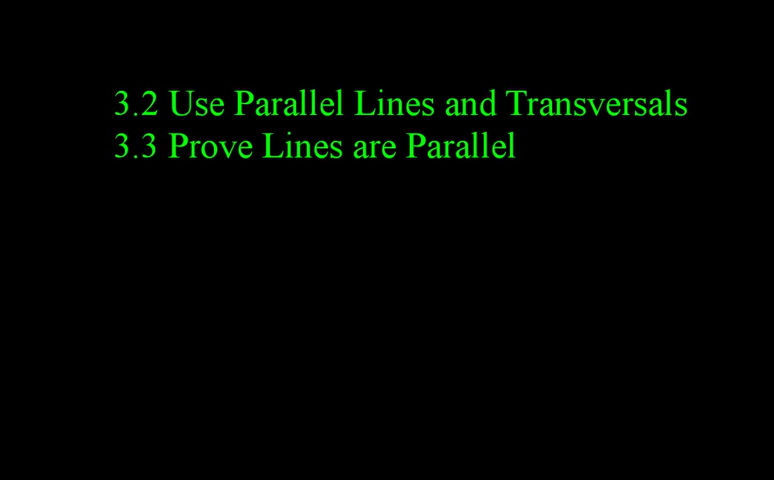 3.2 Use Parallel Lines and Transversals
3.3 Prove Lines are Parallel